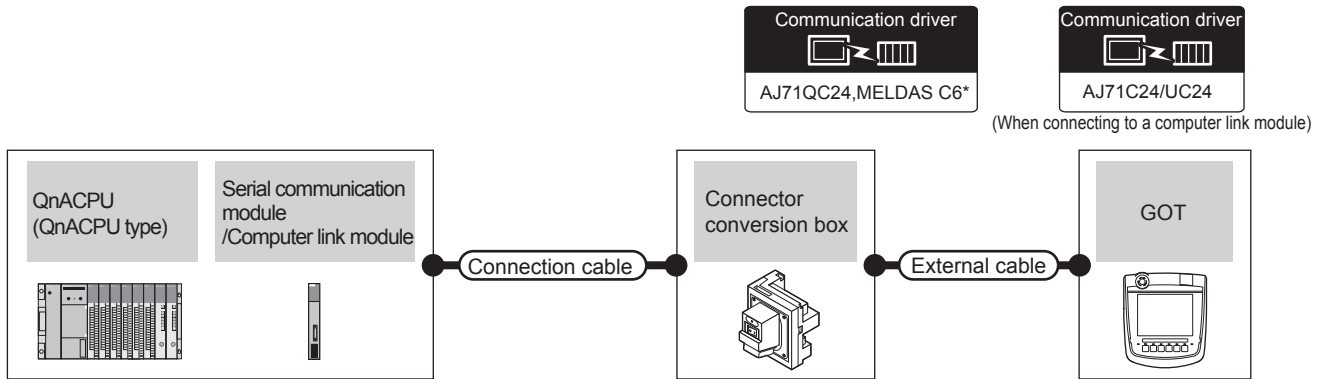 Communication driver
AJ71QC24,MELDAS C6*
Communication driver
AJ71C24/UC24
(When connecting to a computer link module)
QnACPU
(QnACPU type)
Serial communication
module
/Computer link module
Connection cable
Connector
conversion box
External cable
GOT